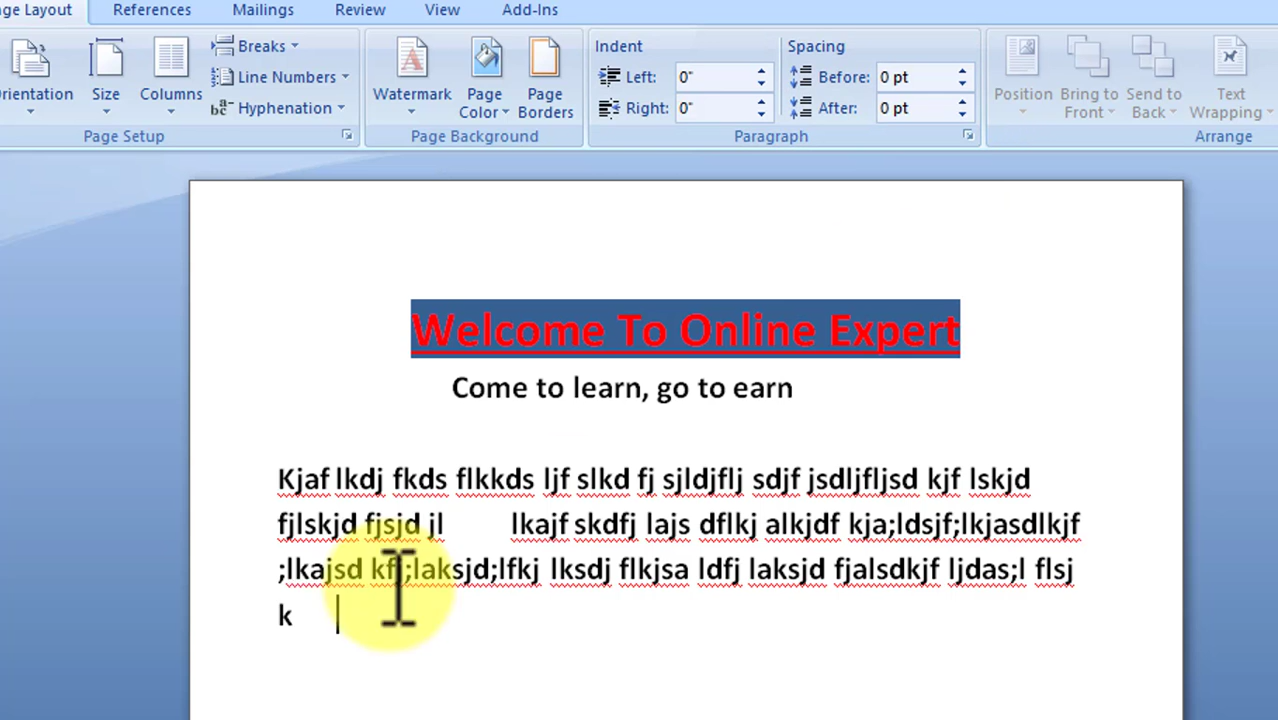 ge Layout References Mailings Review View Add-Ins
Breaks Indent Spacing
Line Numbers Left: 0" Before: 0 pt
Orientation Size Columns Hyphenation Watermark Page Color Page Borders Right: 0" After: 0 pt Position Bring to Front Send to Back Text Wrapping
Page Setup Page Background Paragraph Arrange
Welcome To Online Expert
Come to learn, go to earn
Kjaf lkdj fkds flkkds ljf slkd fj sjldjflj sdjf jsdljfljsd kjf lskjd
fjlskjd fjsjd jl lkajf skdfj lajs dflkj alkjdf kja;ldsjf;lkjasdlkjf
;lkajsd kflj;laksjd;lfkj lksdj flkjsa ldfj laksjd fjalsdkjf ljdas;l flsj
k